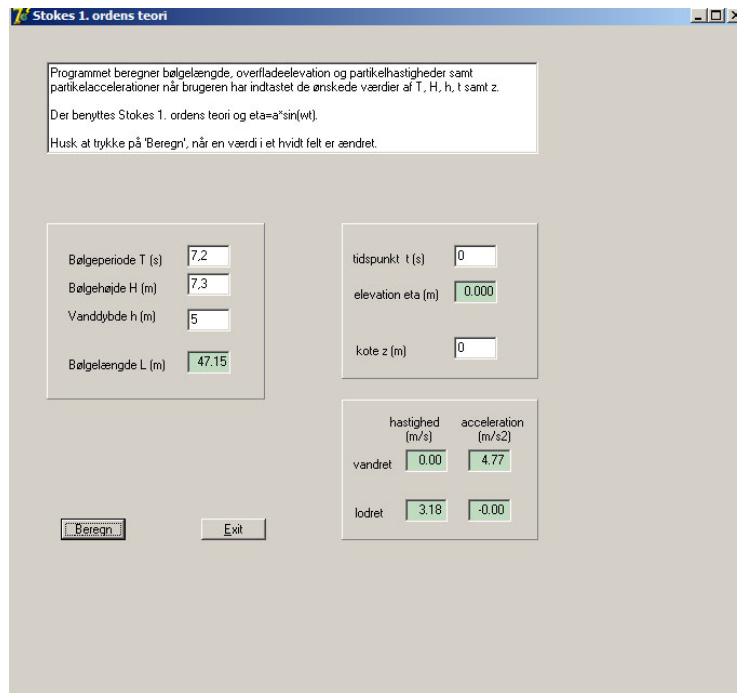 Stokes 1. ordens teori
Programmet beregner bølgelængde, overfladeelevation og partikelhastigheder samt
partikelaccelerationer når brugeren har indtastet de ønskede værdier af T, H, h, t samt z.
Der benyttes Stokes 1. ordens teori og eta=a*sin(wt).
Husk at trykke på 'Beregn', når en værdi i et hvidt felt er ændret.
Bølgeperiode T (s) 7,2
Bølgehøjde H (m) 7,3
Vanddybde h (m) 5
Bølgelængde L (m) 47.15
tidspunkt t (s) 0
elevation eta (m) 0.000
kote z (m) 0
hastighed acceleration
(m/s) (m/s2)
vandret 0.00 4.77
lodret 3.18 -0.00
Beregn Exit